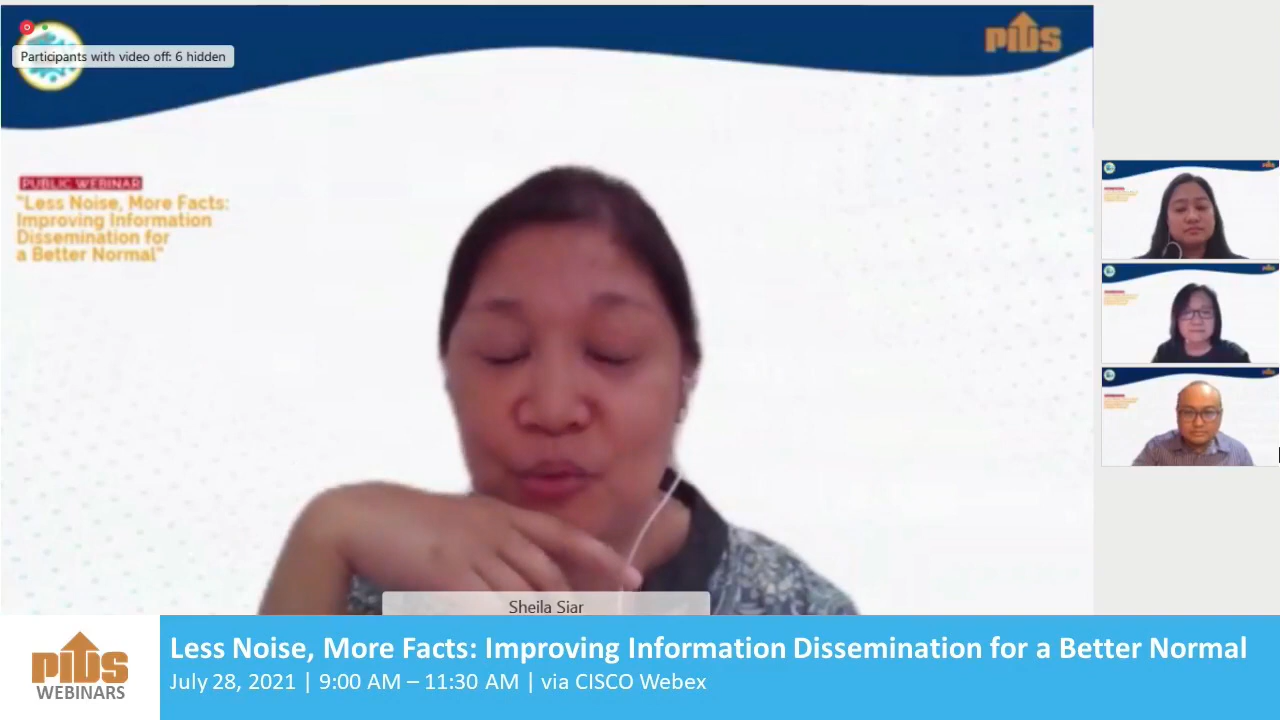 Participants with video off: 6 hidden
PIDS
PUBLIC WEBINAR
"Less Noise, More Facts:
Improving Information
Dissemination for
a Better Normal"
Sheila Siar
PIDS
WEBINARS
Less Noise, More Facts: Improving Information Dissemination for a Better Normal
July 28, 2021 | 9:00 AM – 11:30 AM | via CISCO Webex